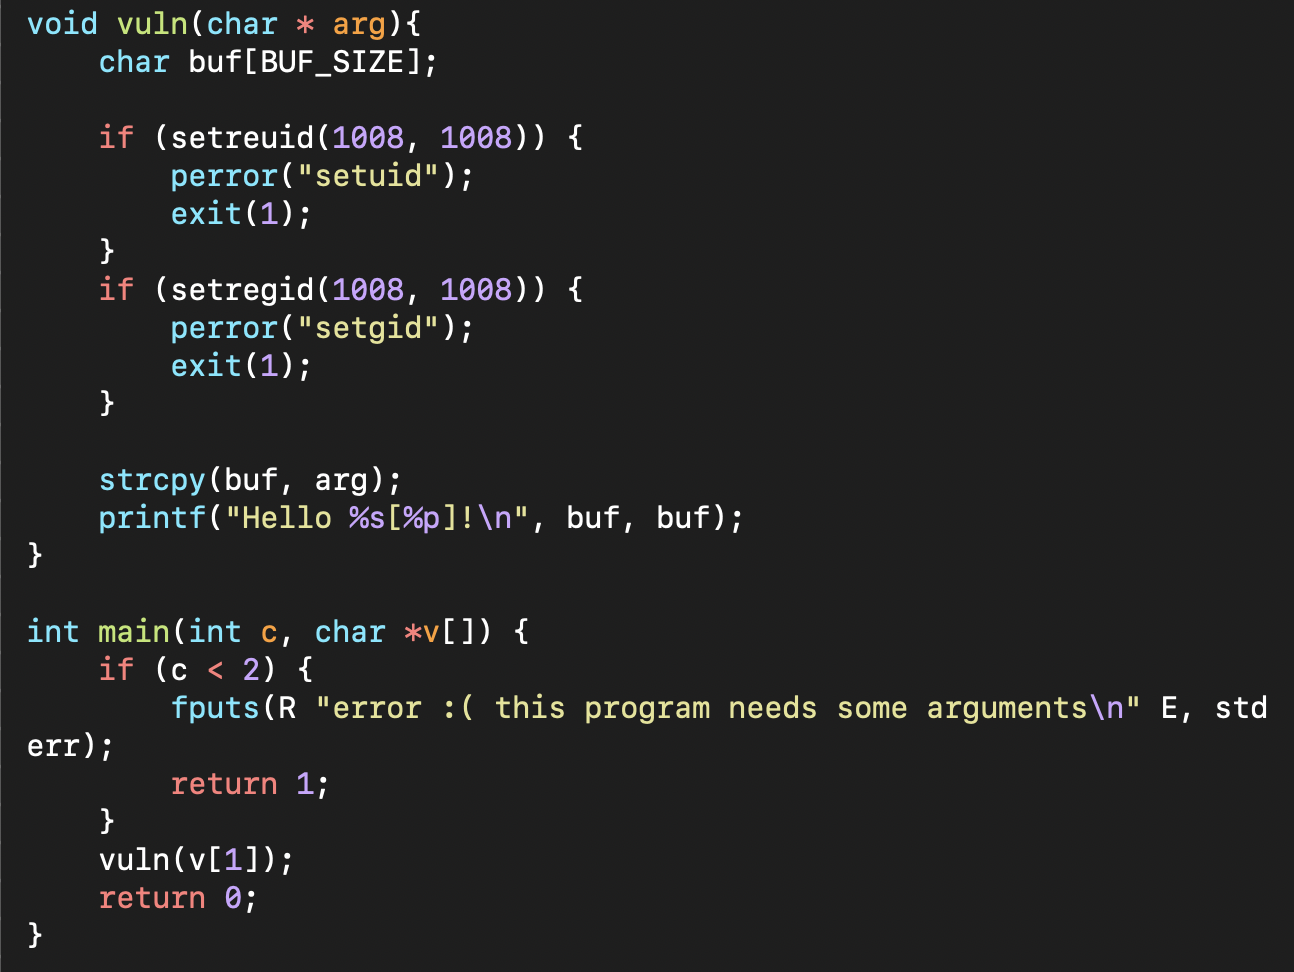 void vuln(char * arg){
    char buf[BUF_SIZE];

    if (setreuid(1008, 1008)) {
        perror("setuid");
        exit(1);
    }
    if (setregid(1008, 1008)) {
        perror("setgid");
        exit(1);
    }

    strcpy(buf, arg);
    printf("Hello %s[%p]!\n", buf, buf);
}

int main(int c, char *v[]) {
    if (c < 2) {
        fputs(R "error :( this program needs some arguments\n" E, std
err);
        return 1;
    }
    vuln(v[1]);
    return 0;
}